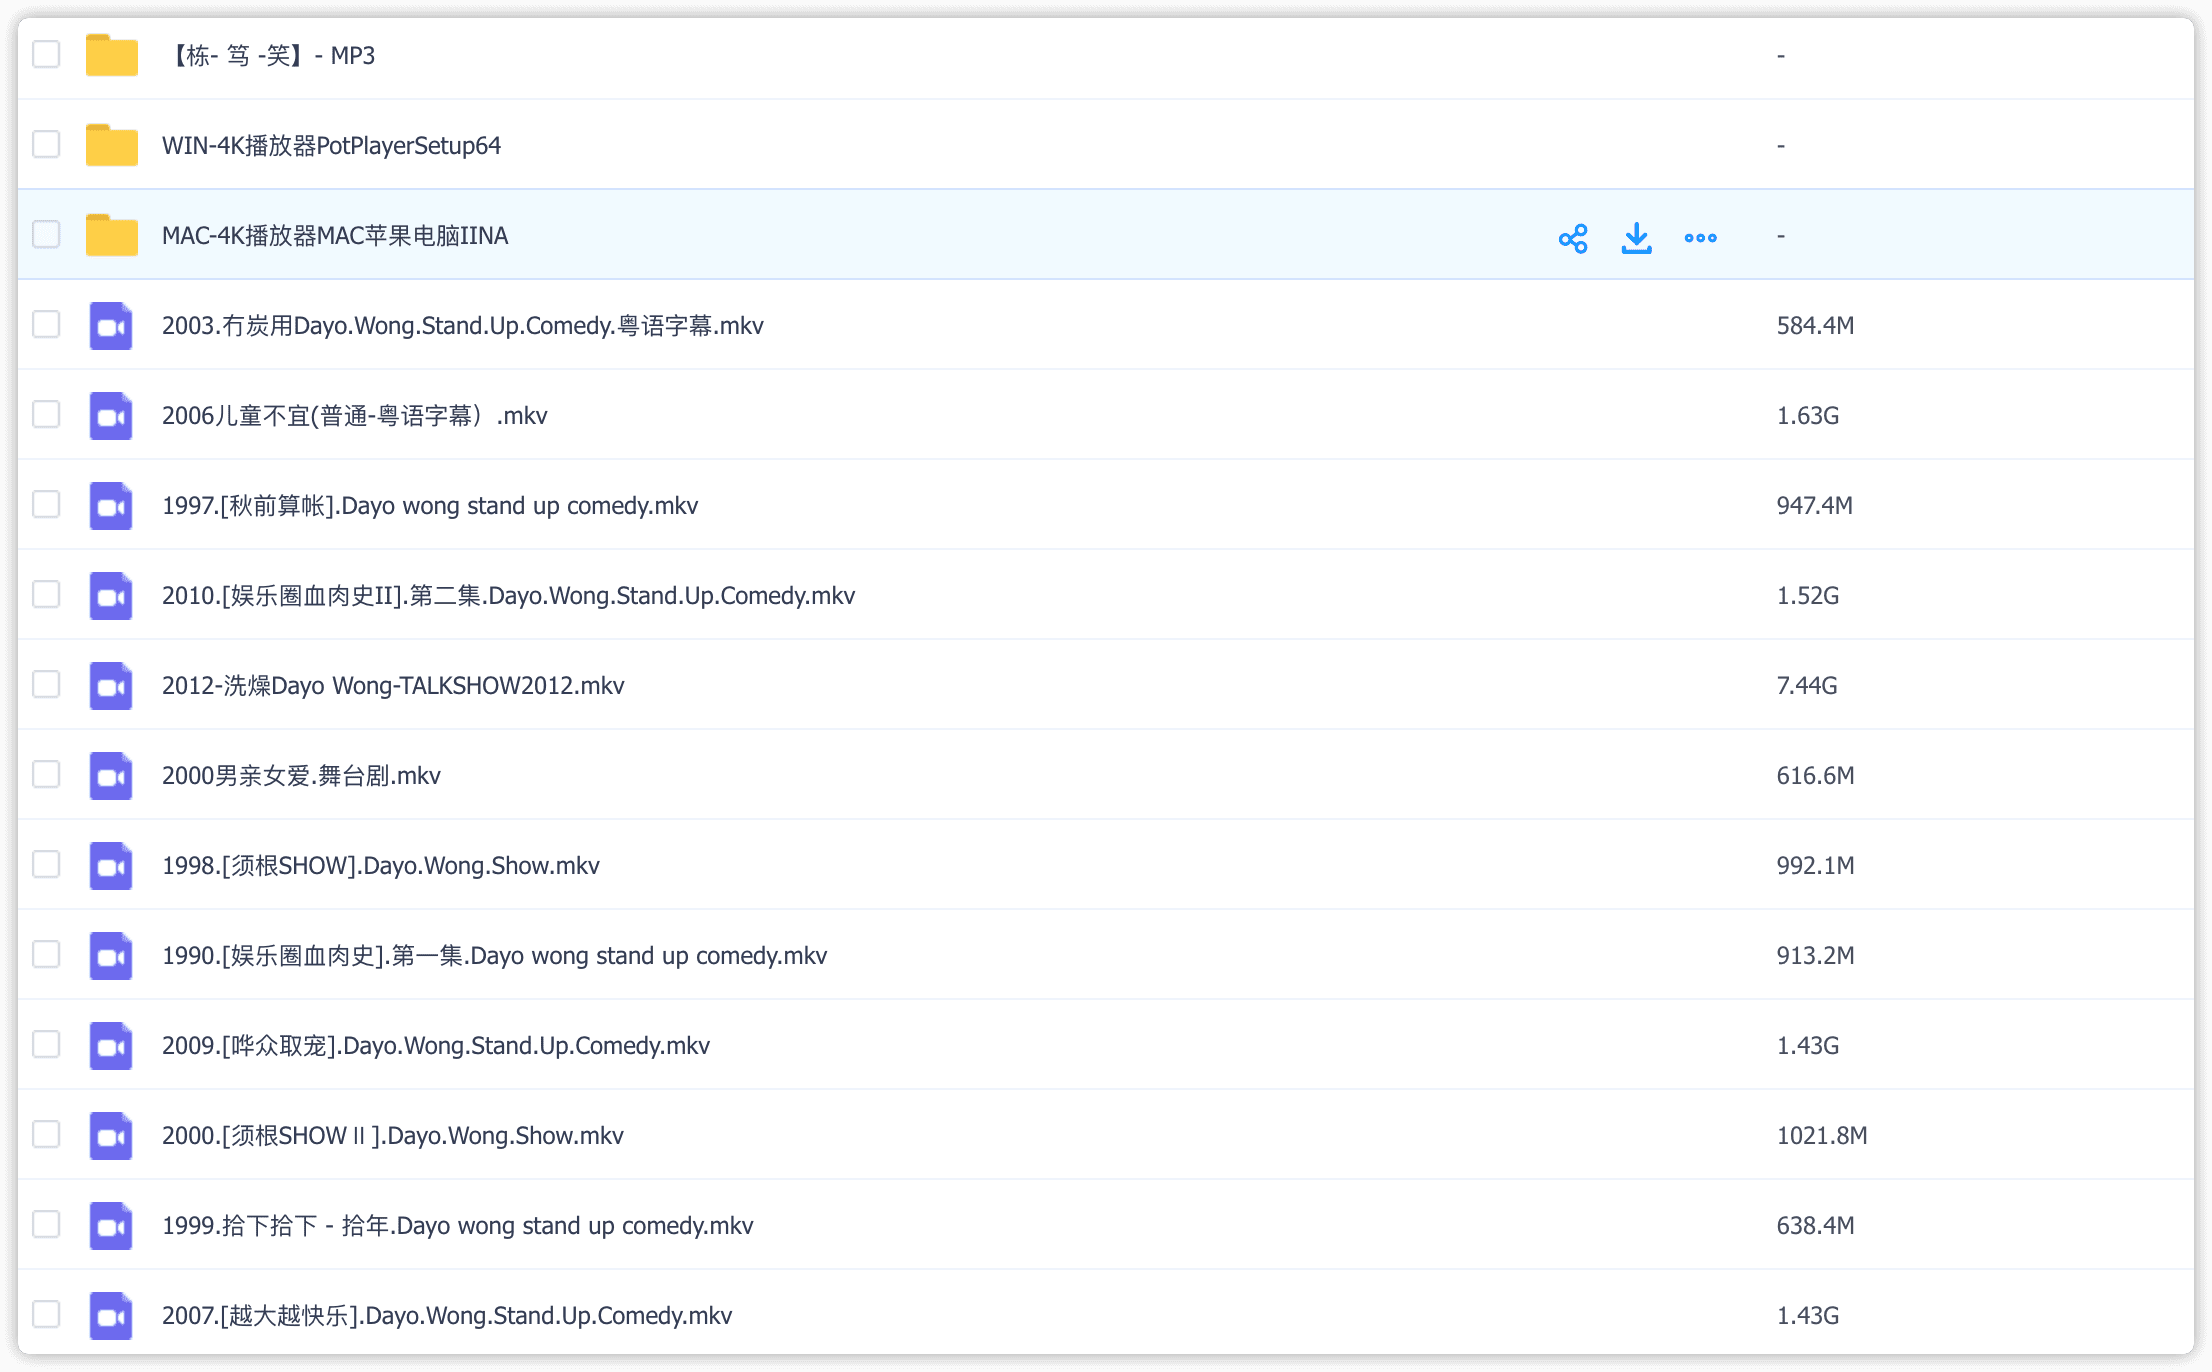 【栋- 笃 -笑】- MP3 -
WIN-4K播放器PotPlayerSetup64 -
MAC-4K播放器MAC苹果电脑IINA -
2003.冇炭用Dayo.Wong.Stand.Up.Comedy.粤语字幕.mkv 584.4M
2006儿童不宜(普通-粤语字幕）.mkv 1.63G
1997.[秋前算帐].Dayo wong stand up comedy.mkv 947.4M
2010.[娱乐圈血肉史II].第二集.Dayo.Wong.Stand.Up.Comedy.mkv 1.52G
2012-洗燥Dayo Wong-TALKSHOW2012.mkv 7.44G
2000男亲女爱.舞台剧.mkv 616.6M
1998.[须根SHOW].Dayo.Wong.Show.mkv 992.1M
1990.[娱乐圈血肉史].第一集.Dayo wong stand up comedy.mkv 913.2M
2009.[哗众取宠].Dayo.Wong.Stand.Up.Comedy.mkv 1.43G
2000.[须根SHOWⅡ].Dayo.Wong.Show.mkv 1021.8M
1999.拾下拾下 - 拾年.Dayo wong stand up comedy.mkv 638.4M
2007.[越大越快乐].Dayo.Wong.Stand.Up.Comedy.mkv 1.43G